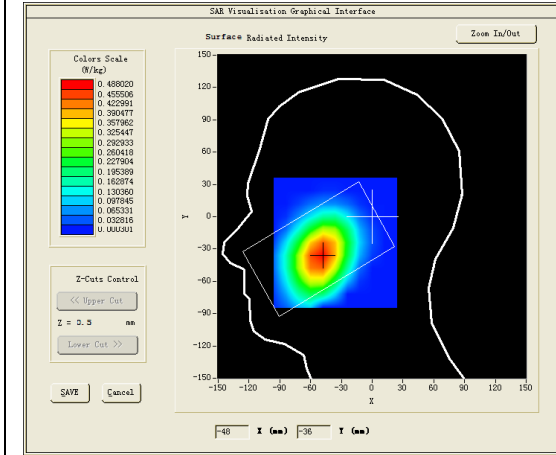 SAR Visualisation Graphical Interface
Surface Radiated Intensity
Zoom In/Out
Colors Scale
(W/kg)
0.488020
0.455506
0.422991
0.390477
0.357962
0.325447
0.292933
0.260418
0.227904
0.195389
0.162874
0.130360
0.097845
0.065331
0.032816
0.000301
150
120
90
60
30
0
-30
-60
-90
-120
-150
Y
-150 -120 -90 -60 -30 0 30 60 90 120 150
X
Z-Cuts Control
<< Upper Cut
Z = 0.5 mm
Lower Cut >>
SAVE Cancel
-48 X (mm) -36 Y (mm)